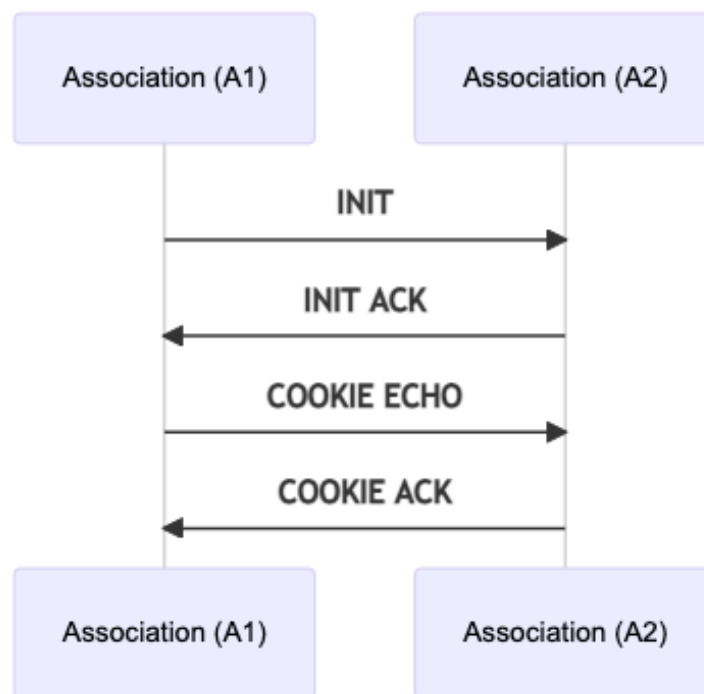 Association (A1)
Association (A2)
INIT
INIT ACK
COOKIE ECHO
COOKIE ACK
Association (A1)
Association (A2)